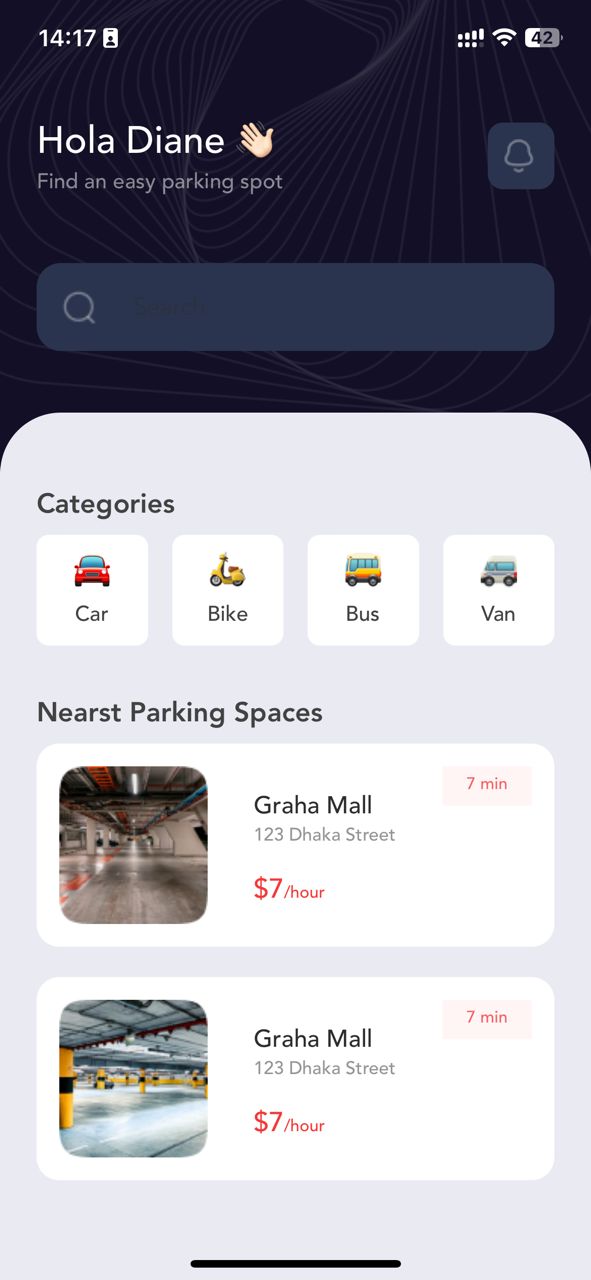 14:17
42
Hola Diane 👋🏻
Find an easy parking spot
Search
Categories
Car
Bike
Bus
Van
Nearst Parking Spaces
7 min
Graha Mall
123 Dhaka Street
$7/hour
7 min
Graha Mall
123 Dhaka Street
$7/hour